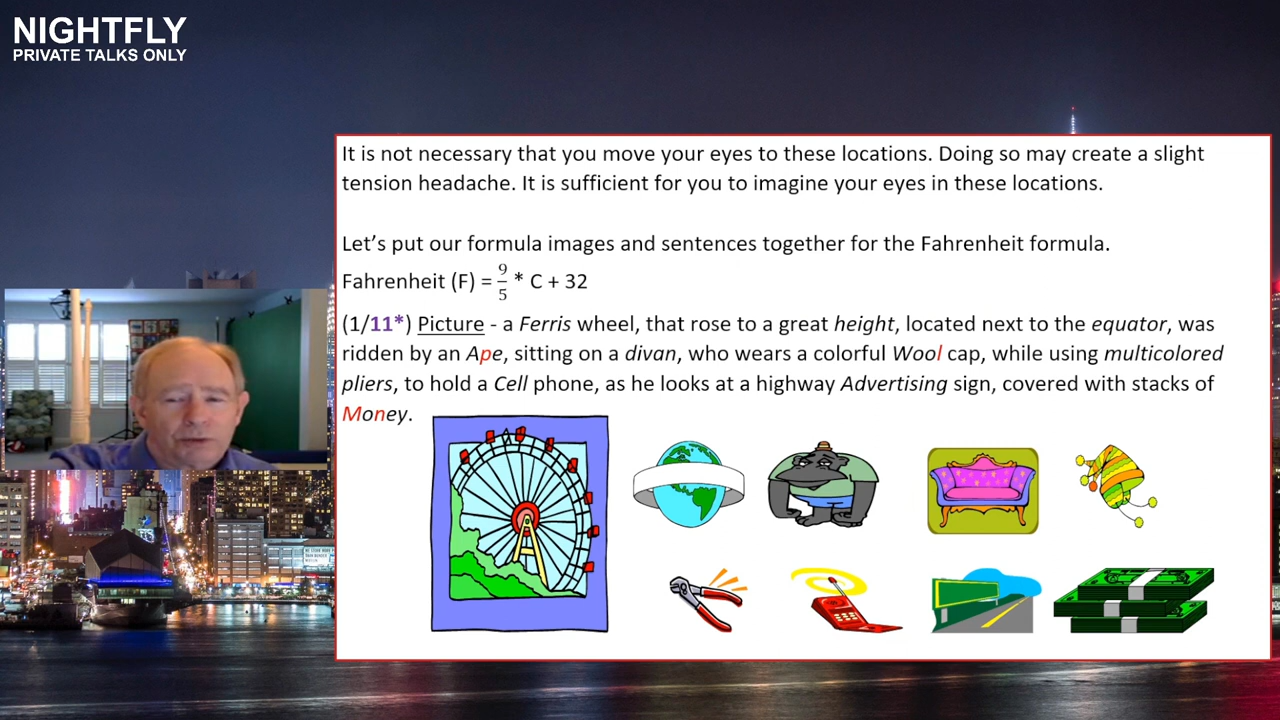 NIGHTFLY
PRIVATE TALKS ONLY
It is not necessary that you move your eyes to these locations. Doing so may create a slight
tension headache. It is sufficient for you to imagine your eyes in these locations.
Let’s put our formula images and sentences together for the Fahrenheit formula.
Fahrenheit (F) = 9/5 * C + 32
(1/11*) Picture - a Ferris wheel, that rose to a great height, located next to the equator, was
ridden by an Ape, sitting on a divan, who wears a colorful Wool cap, while using multicolored
pliers, to hold a Cell phone, as he looks at a highway Advertising sign, covered with stacks of
Money.